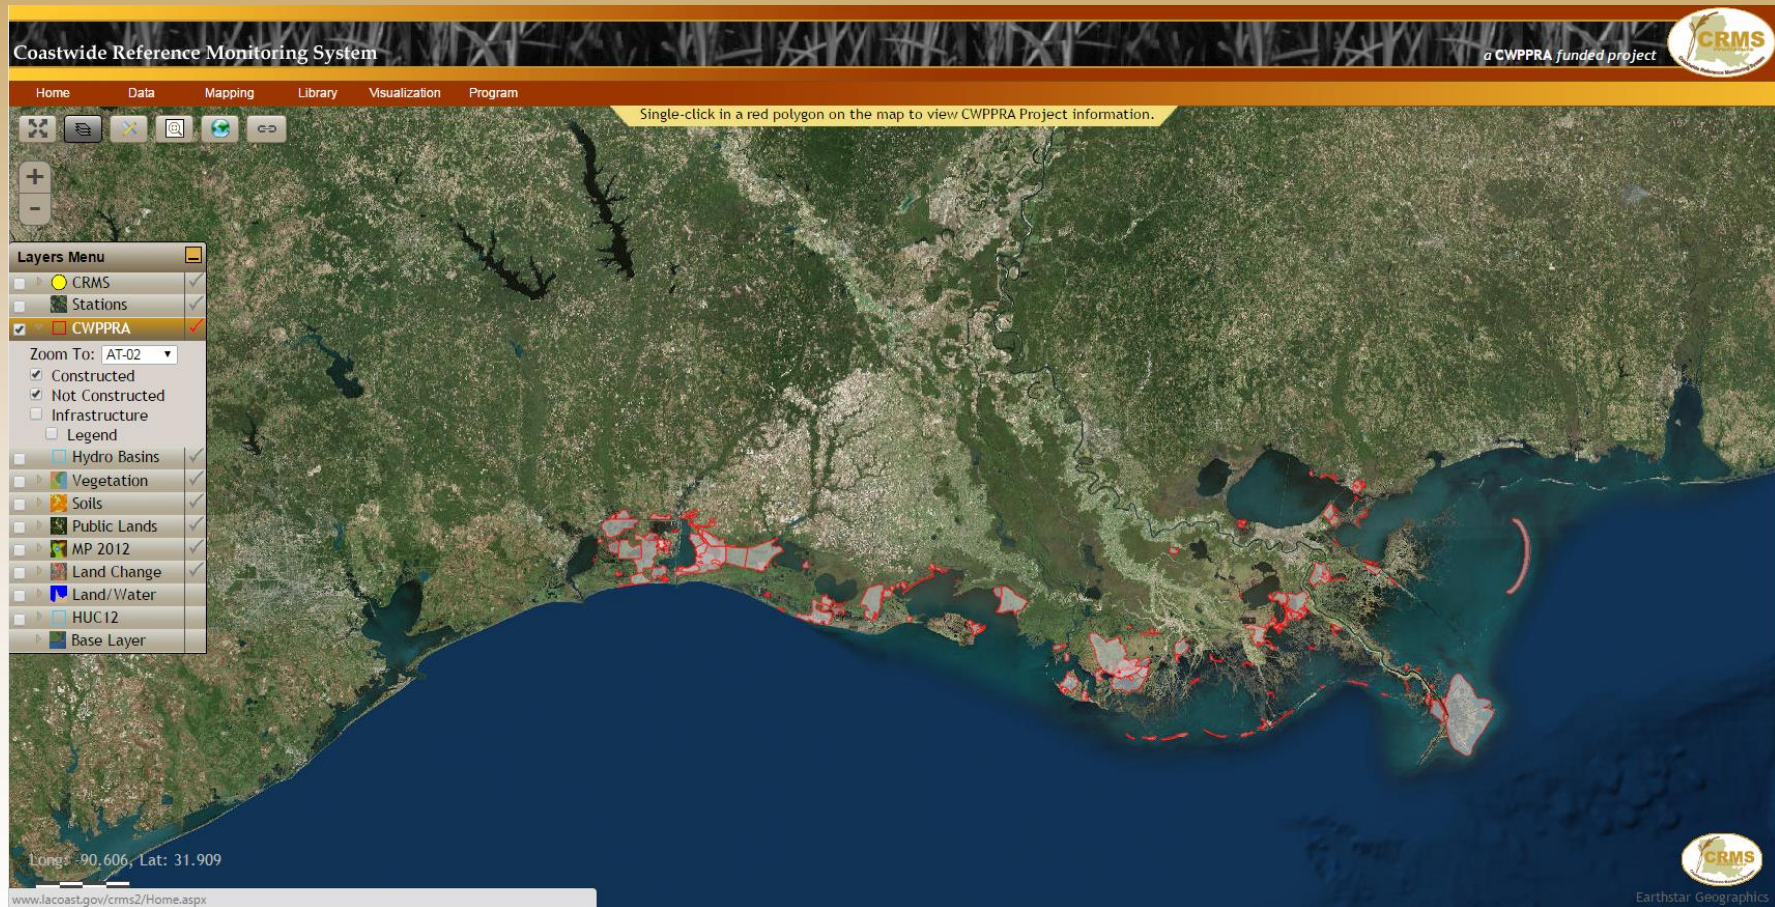 Coastwide Reference Monitoring System
a CWPPRA funded project
CRMS
Home Data Mapping Library Visualization Program
Single-click in a red polygon on the map to view CWPPRA Project information.
+
-
Layers Menu
CRMS
Stations
CWPPRA
Zoom To: AT-02
Constructed
Not Constructed
Infrastructure
Legend
Hydro Basins
Vegetation
Soils
Public Lands
MP 2012
Land Change
Land/Water
HUC12
Base Layer
Long: -90.606, Lat: 31.909
www.lacoast.gov/crms2/Home.aspx
CRMS
Earthstar Geographics